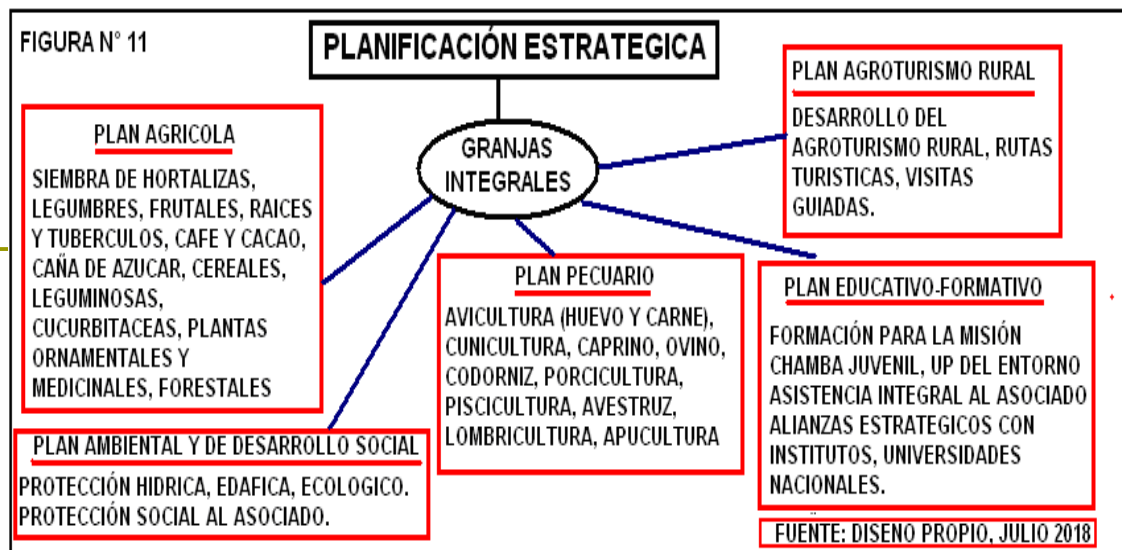 FIGURA N° 11
PLANIFICACIÓN ESTRATEGICA
GRANJAS
INTEGRALES
PLAN AGRICOLA
SIEMBRA DE HORTALIZAS,
LEGUMBRES, FRUTALES, RAICES
Y TUBERCULOS, CAFE Y CACAO,
CAÑA DE AZUCAR, CEREALES,
LEGUMINOSAS,
CUCURBITACEAS, PLANTAS
ORNAMENTALES Y
MEDICINALES, FORESTALES
PLAN AMBIENTAL Y DE DESARROLLO SOCIAL
PROTECCIÓN HIDRICA, EDAFICA, ECOLOGICO.
PROTECCIÓN SOCIAL AL ASOCIADO.
PLAN PECUARIO
AVICULTURA (HUEVO Y CARNE),
CUNICULTURA, CAPRINO, OVINO,
CODORNIZ, PORCICULTURA,
PISCICULTURA, AVESTRUZ,
LOMBRICULTURA, APUCULTURA
PLAN AGROTURISMO RURAL
DESARROLLO DEL
AGROTURISMO RURAL, RUTAS
TURISTICAS, VISITAS
GUIADAS.
PLAN EDUCATIVO-FORMATIVO
FORMACIÓN PARA LA MISIÓN
CHAMBA JUVENIL, UP DEL ENTORNO
ASISTENCIA INTEGRAL AL ASOCIADO
ALIANZAS ESTRATEGICOS CON
INSTITUTOS, UNIVERSIDADES
NACIONALES.
FUENTE: DISENO PROPIO, JULIO 2018